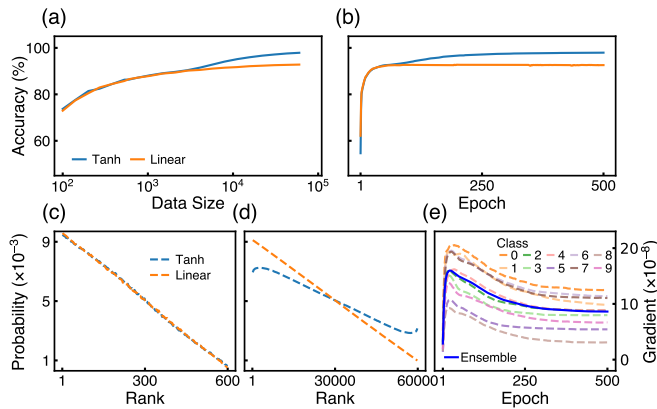 (a)
(b)
Accuracy (%)
100
80
60
Tanh
Linear
10²
10³
10⁴
10⁵
Data Size
1
250
500
Epoch
(c)
(d)
(e)
Probability (×10⁻³)
9
5
1
Tanh
Linear
1
300
600
Rank
1
30000
60000
Rank
Class
0 2 4 6 8
1 3 5 7 9
Ensemble
1
250
500
Epoch
20
10
0
Gradient (×10⁻⁶)